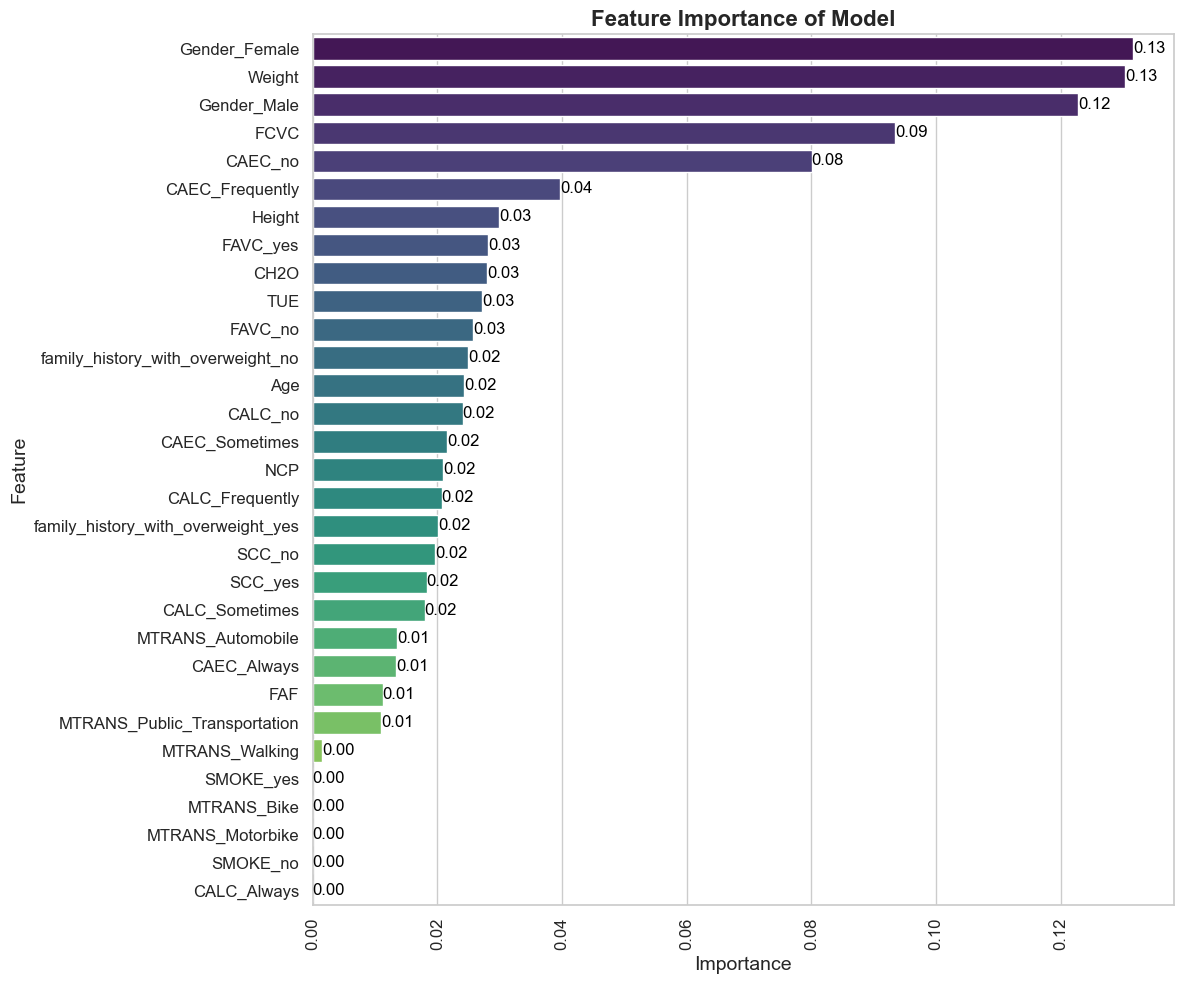 Feature Importance of Model
Gender_Female 0.13
Weight 0.13
Gender_Male 0.12
FCVC 0.09
CAEC_no 0.08
CAEC_Frequently 0.04
Height 0.03
FAVC_yes 0.03
CH2O 0.03
TUE 0.03
FAVC_no 0.03
family_history_with_overweight_no 0.02
Age 0.02
CALC_no 0.02
CAEC_Sometimes 0.02
NCP 0.02
CALC_Frequently 0.02
family_history_with_overweight_yes 0.02
SCC_no 0.02
SCC_yes 0.02
CALC_Sometimes 0.02
MTRANS_Automobile 0.01
CAEC_Always 0.01
FAF 0.01
MTRANS_Public_Transportation 0.01
MTRANS_Walking 0.00
SMOKE_yes 0.00
MTRANS_Bike 0.00
MTRANS_Motorbike 0.00
SMOKE_no 0.00
CALC_Always 0.00
Feature
0.00 0.02 0.04 0.06 0.08 0.10 0.12
Importance